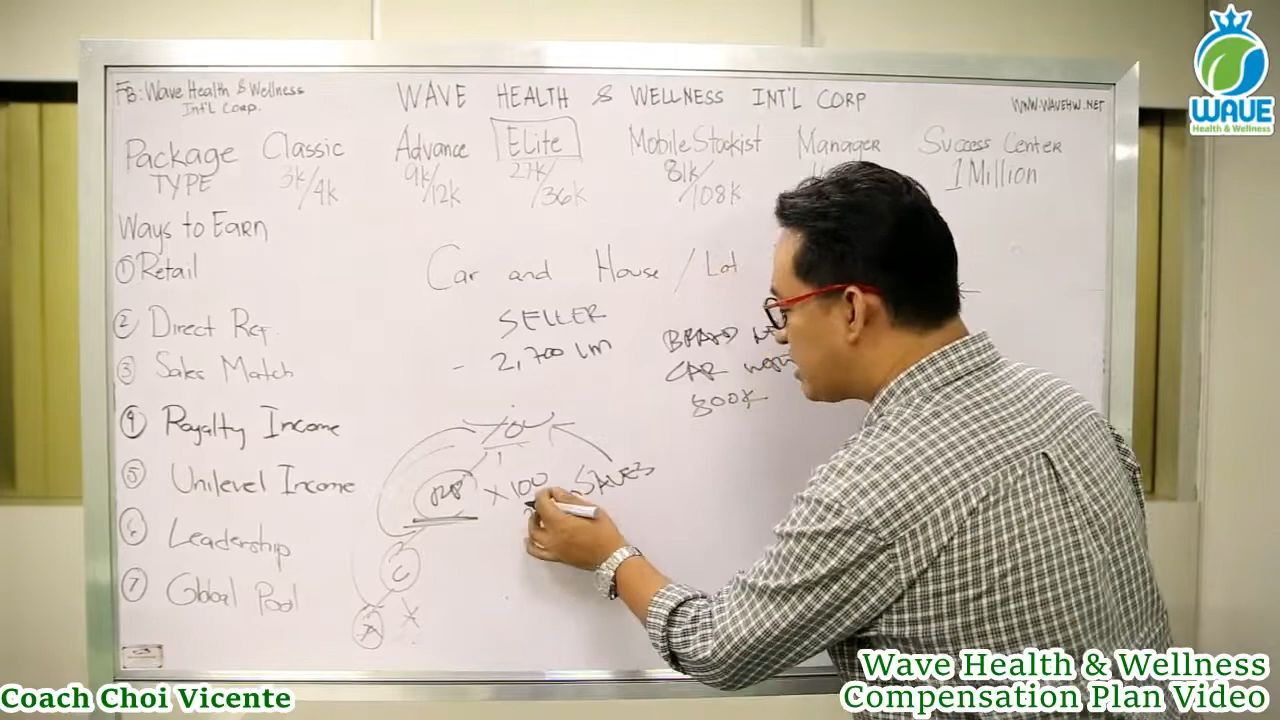 FB: Wave Health & Wellness
Int'l Corp.
WAVE HEALTH & WELLNESS INT'L CORP
WWW.WAVEHW.NET
Package TYPE
Classic 3K/4K
Advance 9K/12K
Elite 27K/36K
Mobile Stockist 81K/108K
Manager
Success Center 1 Million
Ways to Earn
① Retail
② Direct Ref.
③ Sales Match
④ Royalty Income
⑤ Unilevel Income
⑥ Leadership
⑦ Global Pool
Car and House / Lot
SELLER
- 2,700
BRAND
CAR
800K
x 100
SALES
WAVE
Health & Wellness
Coach Choi Vicente
Wave Health & Wellness
Compensation Plan Video